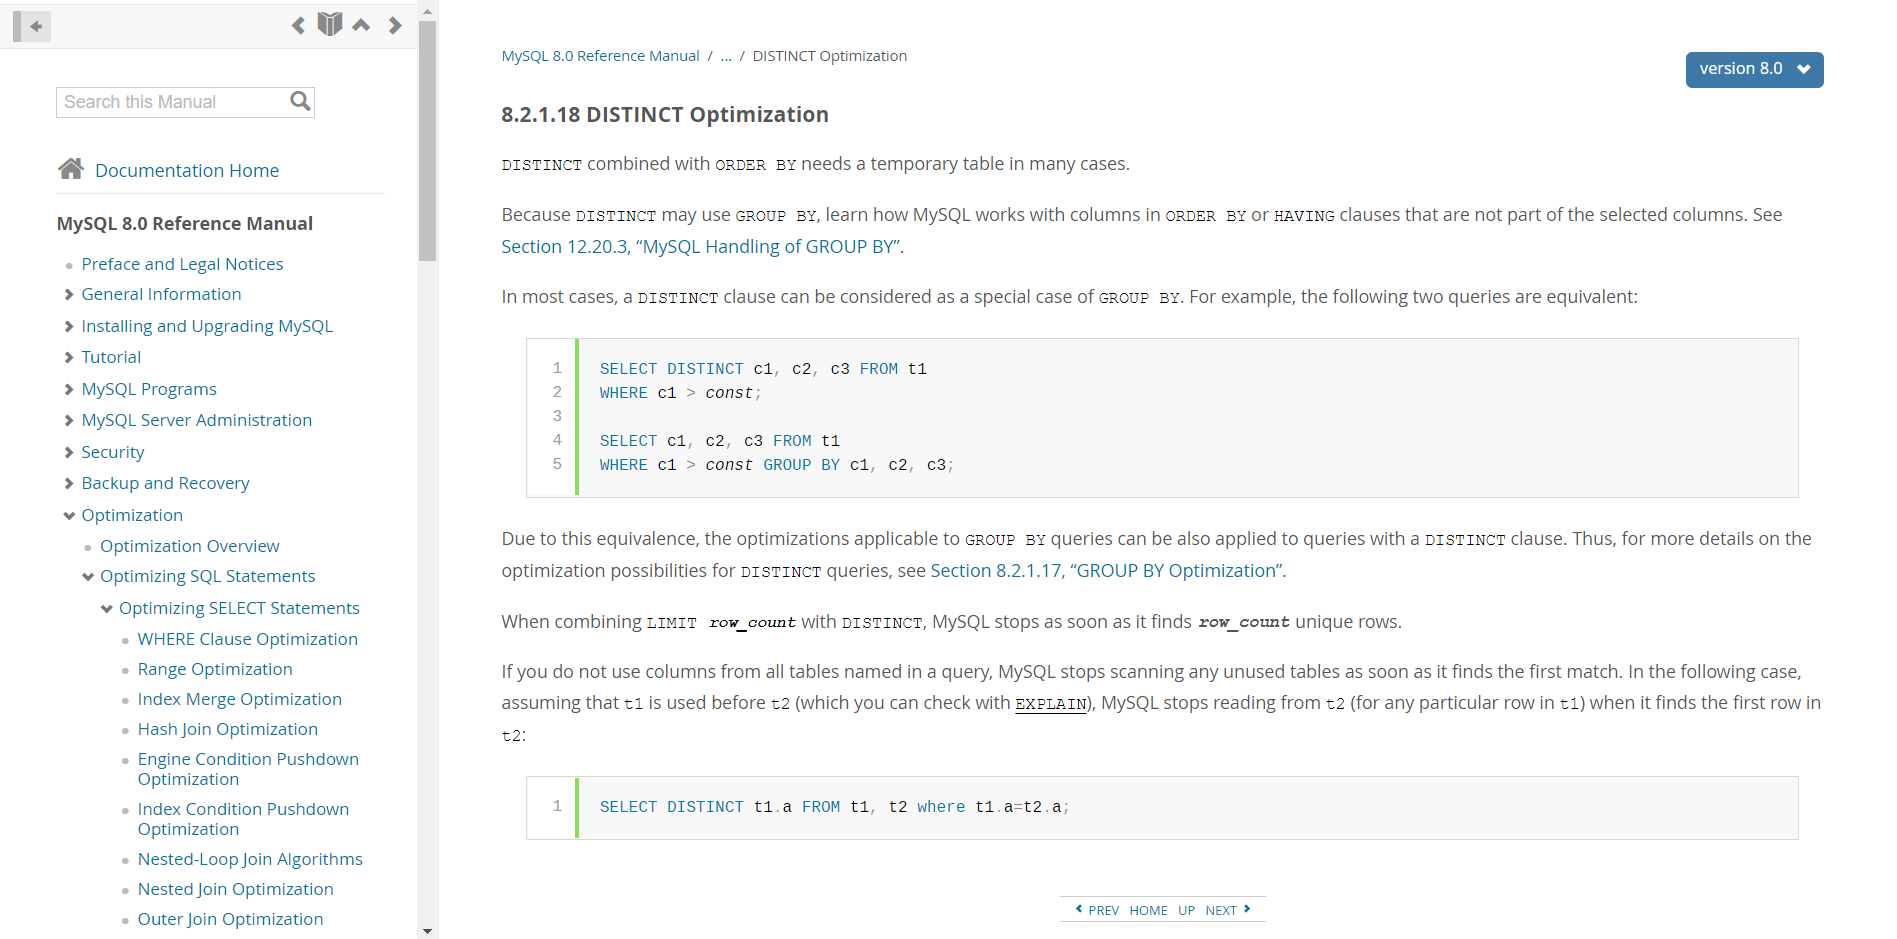 Search this Manual
Documentation Home
MySQL 8.0 Reference Manual
Preface and Legal Notices
General Information
Installing and Upgrading MySQL
Tutorial
MySQL Programs
MySQL Server Administration
Security
Backup and Recovery
Optimization
Optimization Overview
Optimizing SQL Statements
Optimizing SELECT Statements
WHERE Clause Optimization
Range Optimization
Index Merge Optimization
Hash Join Optimization
Engine Condition Pushdown
Optimization
Index Condition Pushdown
Optimization
Nested-Loop Join Algorithms
Nested Join Optimization
Outer Join Optimization
MySQL 8.0 Reference Manual / ... / DISTINCT Optimization
version 8.0
8.2.1.18 DISTINCT Optimization
DISTINCT combined with ORDER BY needs a temporary table in many cases.
Because DISTINCT may use GROUP BY, learn how MySQL works with columns in ORDER BY or HAVING clauses that are not part of the selected columns. See
Section 12.20.3, “MySQL Handling of GROUP BY”.
In most cases, a DISTINCT clause can be considered as a special case of GROUP BY. For example, the following two queries are equivalent:
1 SELECT DISTINCT c1, c2, c3 FROM t1
2 WHERE c1 > const;
3
4 SELECT c1, c2, c3 FROM t1
5 WHERE c1 > const GROUP BY c1, c2, c3;
Due to this equivalence, the optimizations applicable to GROUP BY queries can be also applied to queries with a DISTINCT clause. Thus, for more details on the
optimization possibilities for DISTINCT queries, see Section 8.2.1.17, “GROUP BY Optimization”.
When combining LIMIT row_count with DISTINCT, MySQL stops as soon as it finds row_count unique rows.
If you do not use columns from all tables named in a query, MySQL stops scanning any unused tables as soon as it finds the first match. In the following case,
assuming that t1 is used before t2 (which you can check with EXPLAIN), MySQL stops reading from t2 (for any particular row in t1) when it finds the first row in
t2:
1 SELECT DISTINCT t1.a FROM t1, t2 where t1.a=t2.a;
PREV HOME UP NEXT